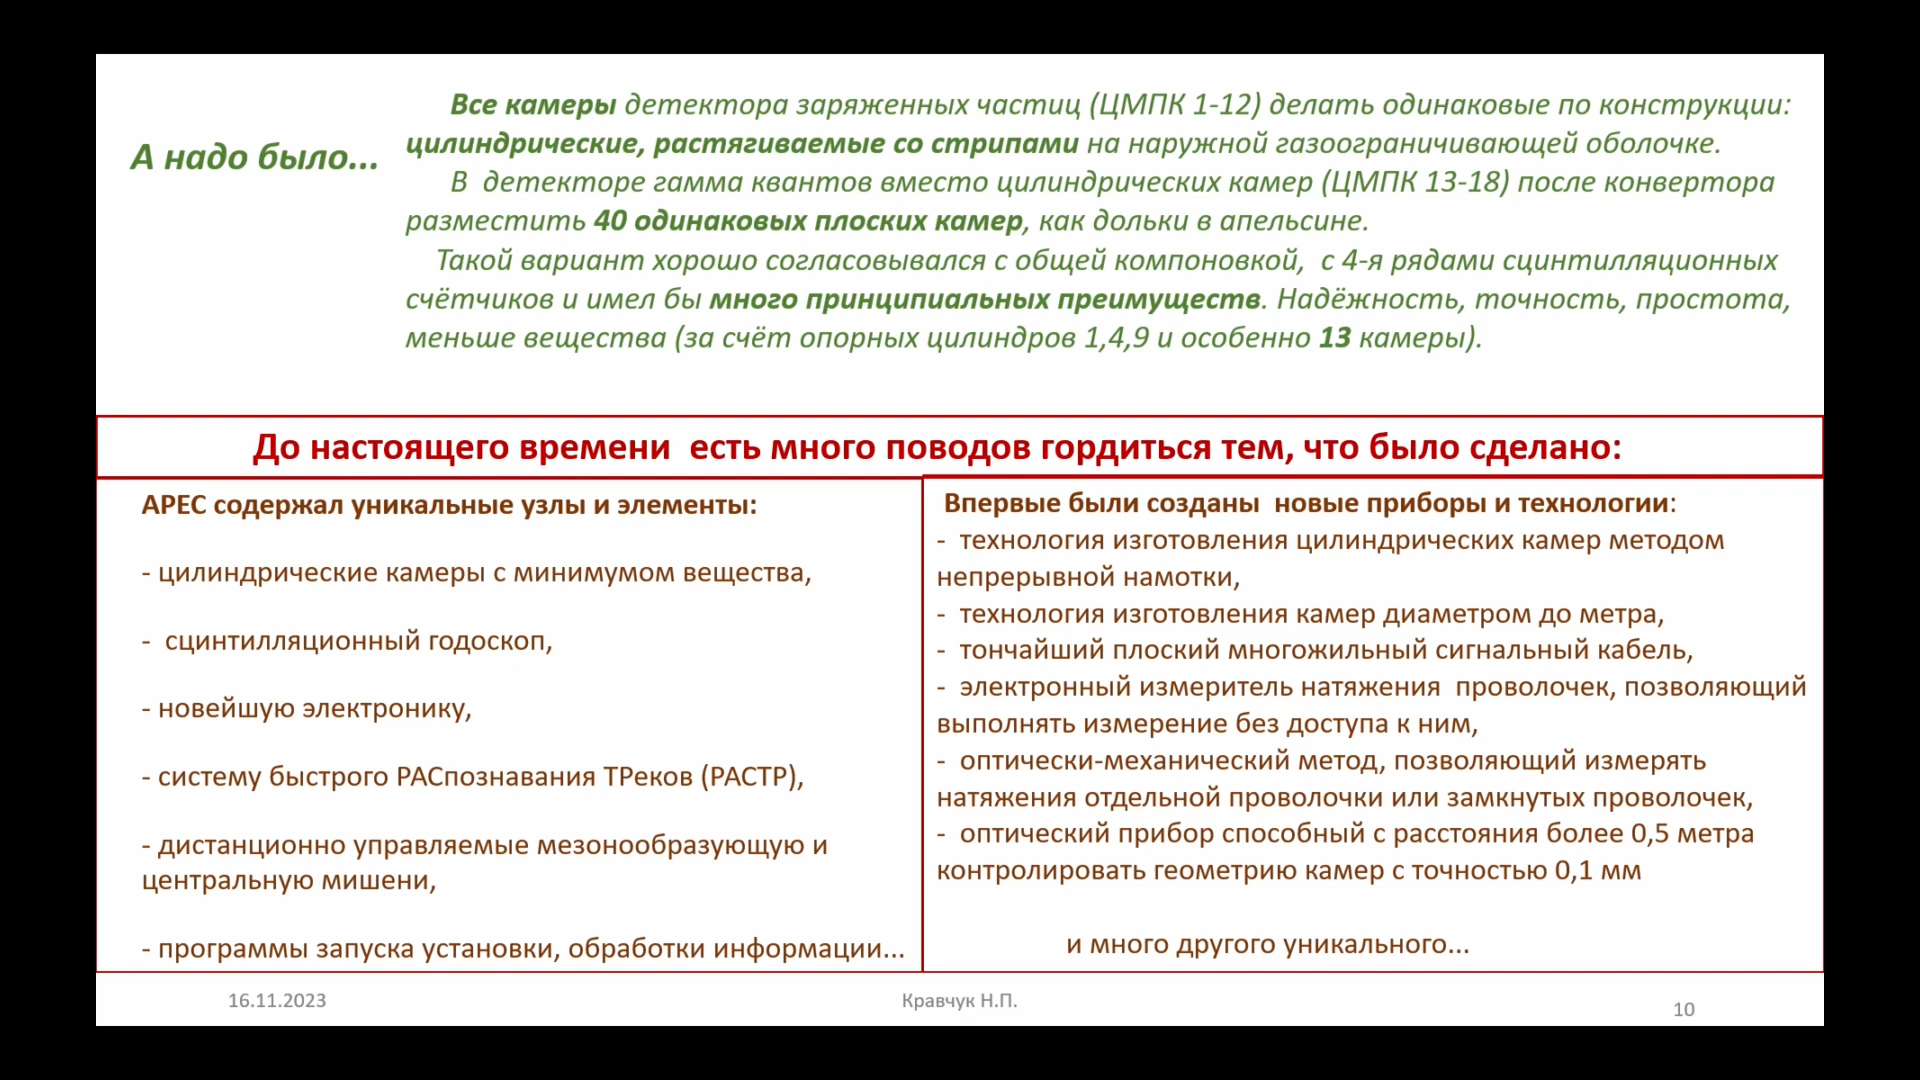 А надо было...
Все камеры детектора заряженных частиц (ЦМПК 1-12) делать одинаковые по конструкции:
цилиндрические, растягиваемые со стрипами на наружной газоограничивающей оболочке.
В детекторе гамма квантов вместо цилиндрических камер (ЦМПК 13-18) после конвертора
разместить 40 одинаковых плоских камер, как дольки в апельсине.
Такой вариант хорошо согласовывался с общей компоновкой, с 4-я рядами сцинтилляционных
счётчиков и имел бы много принципиальных преимуществ. Надёжность, точность, простота,
меньше вещества (за счёт опорных цилиндров 1,4,9 и особенно 13 камеры).
До настоящего времени есть много поводов гордиться тем, что было сделано:
АРЕС содержал уникальные узлы и элементы:
- цилиндрические камеры с минимумом вещества,
- сцинтилляционный годоскоп,
- новейшую электронику,
- систему быстрого РАСпознавания ТРеков (РАСТР),
- дистанционно управляемые мезонообразующую и
центральную мишени,
- программы запуска установки, обработки информации...
Впервые были созданы новые приборы и технологии:
- технология изготовления цилиндрических камер методом
непрерывной намотки,
- технология изготовления камер диаметром до метра,
- тончайший плоский многожильный сигнальный кабель,
- электронный измеритель натяжения проволочек, позволяющий
выполнять измерение без доступа к ним,
- оптически-механический метод, позволяющий измерять
натяжения отдельной проволочки или замкнутых проволочек,
- оптический прибор способный с расстояния более 0,5 метра
контролировать геометрию камер с точностью 0,1 мм
и много другого уникального...
16.11.2023
Кравчук Н.П.
10